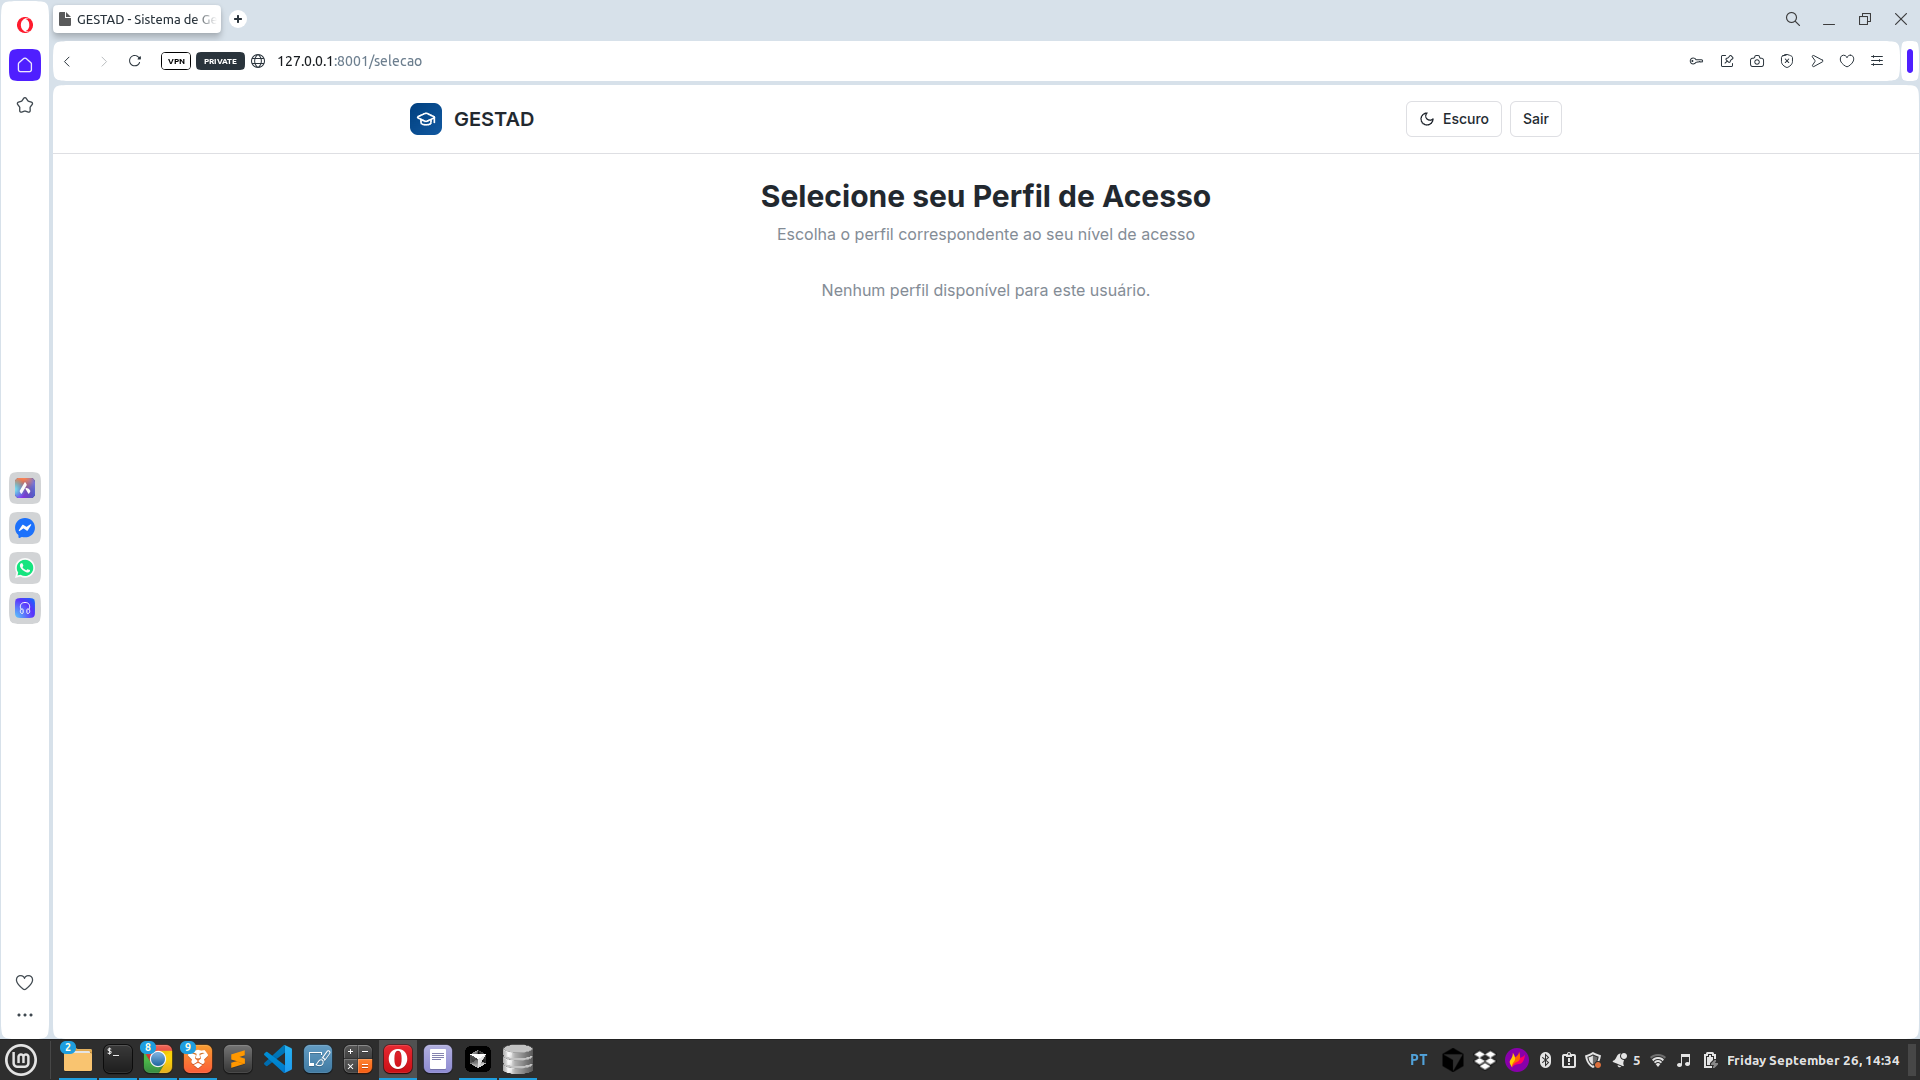 GESTAD - Sistema de Ge
VPN PRIVATE 127.0.0.1:8001/selecao
GESTAD
Escuro Sair
Selecione seu Perfil de Acesso
Escolha o perfil correspondente ao seu nível de acesso
Nenhum perfil disponível para este usuário.
2 8 9 PT 5 Friday September 26, 14:34